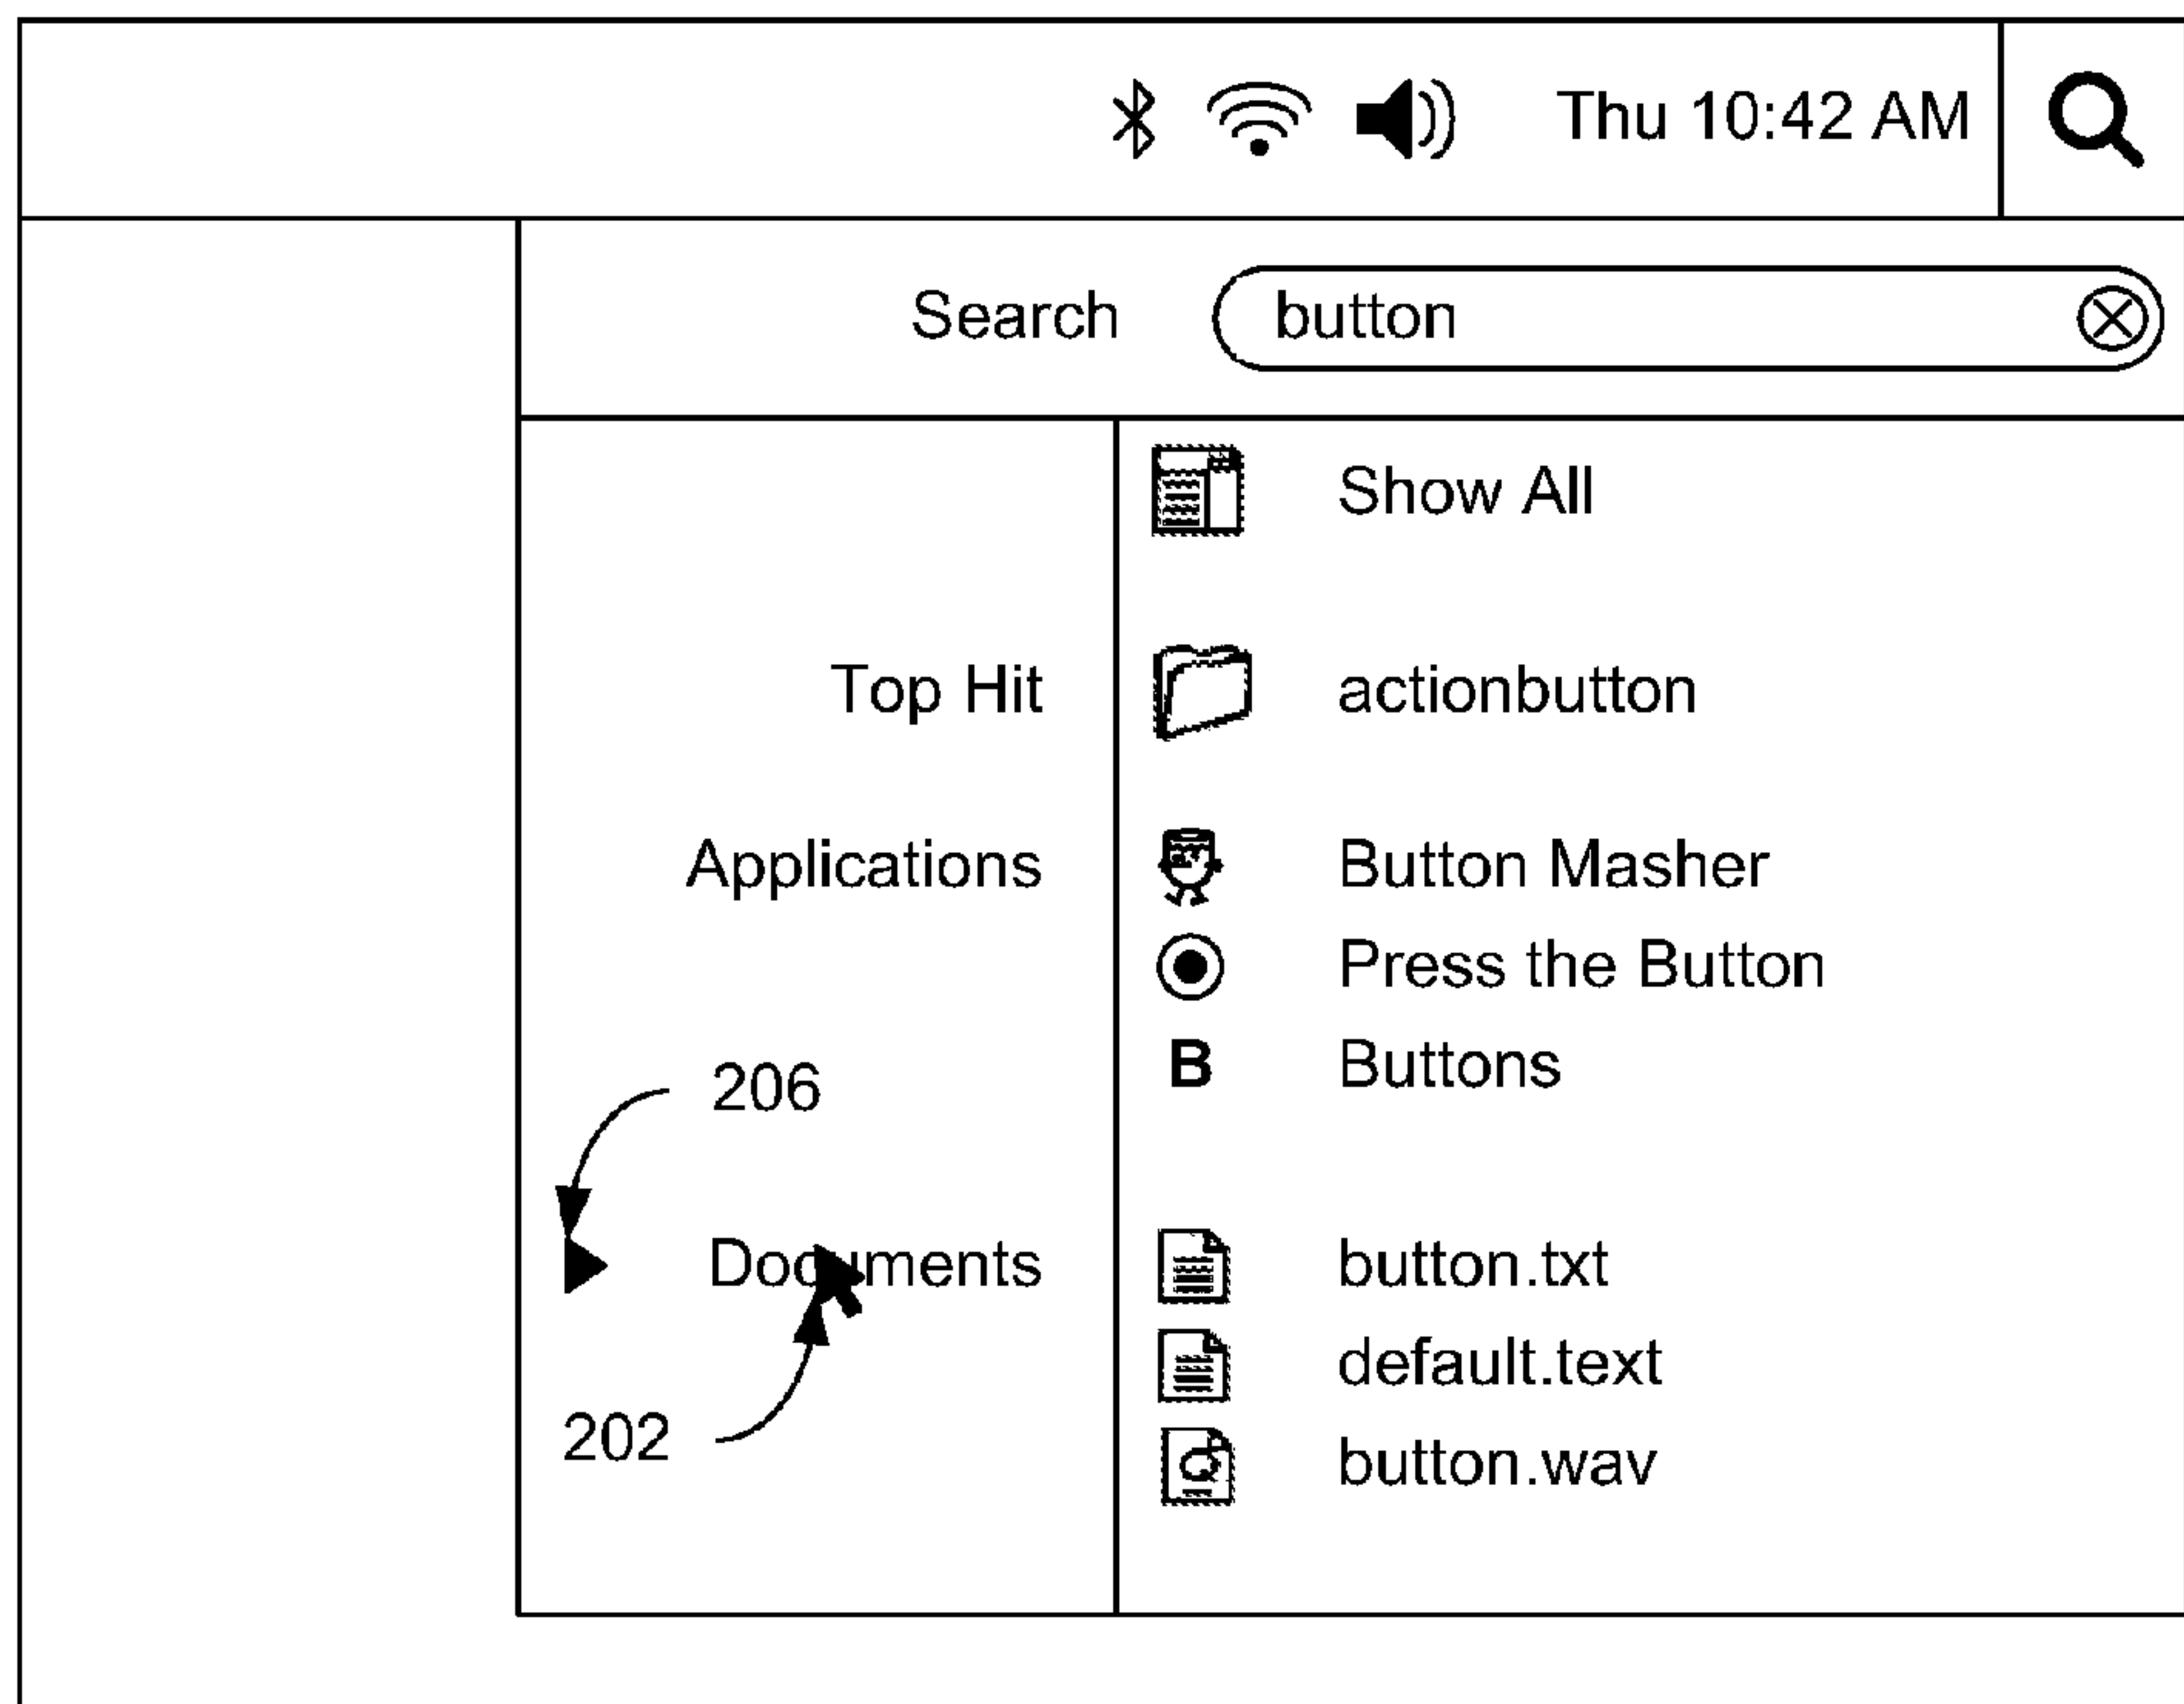 Thu 10:42 AM
Search button
Show All
Top Hit actionbutton
Applications Button Masher
Press the Button
B Buttons
206
Documents button.txt
default.text
202
button.wav